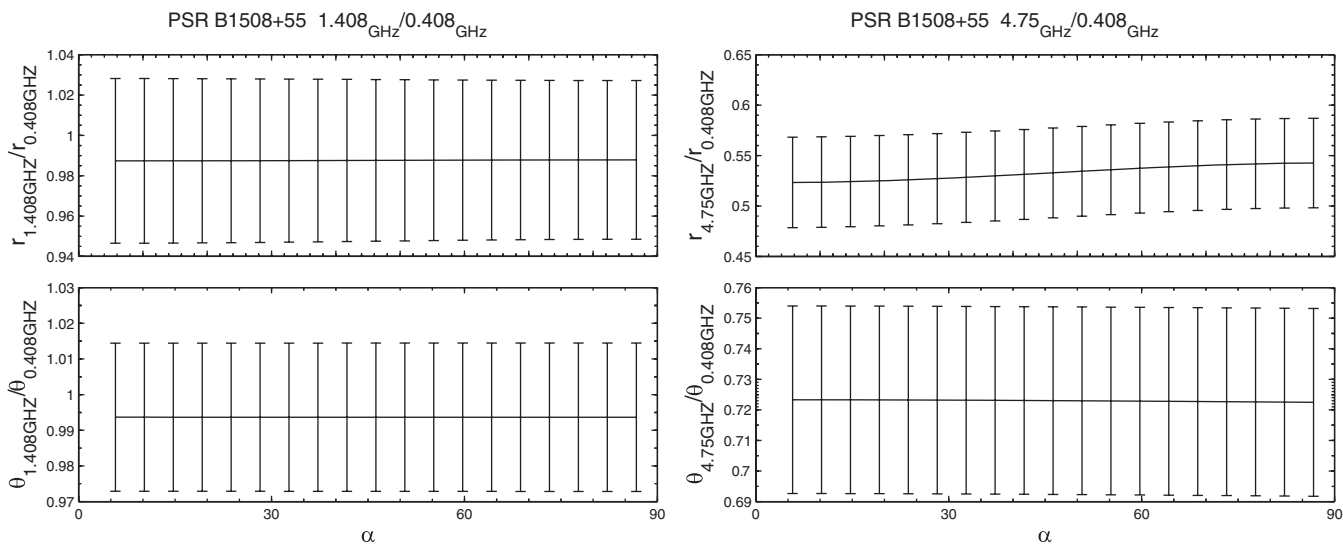 PSR B1508+55 1.408GHz/0.408GHz
1.04
1.02
1
0.98
0.96
0.94
r1.408GHZ/r0.408GHZ
1.03
1.02
1.01
1
0.99
0.98
0.97
θ1.408GHZ/θ0.408GHZ
0 30 60 90
α
PSR B1508+55 4.75GHz/0.408GHz
0.65
0.6
0.55
0.5
0.45
r4.75GHZ/r0.408GHZ
0.76
0.75
0.74
0.73
0.72
0.71
0.7
0.69
θ4.75GHZ/θ0.408GHZ
0 30 60 90
α